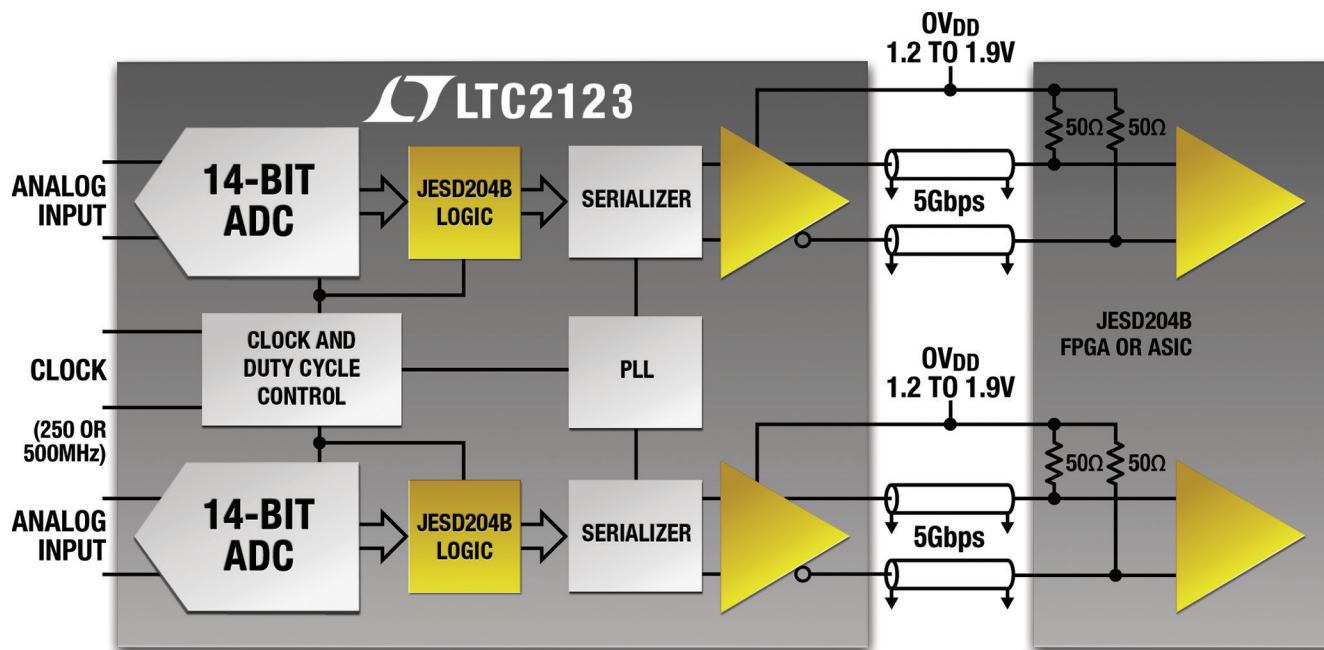 OVDD
1.2 TO 1.9V
LTC2123
50Ω 50Ω
ANALOG
INPUT
14-BIT
ADC
JESD204B
LOGIC
SERIALIZER
5Gbps
CLOCK
(250 OR
500MHz)
CLOCK AND
DUTY CYCLE
CONTROL
PLL
JESD204B
FPGA OR ASIC
OVDD
1.2 TO 1.9V
50Ω 50Ω
ANALOG
INPUT
14-BIT
ADC
JESD204B
LOGIC
SERIALIZER
5Gbps